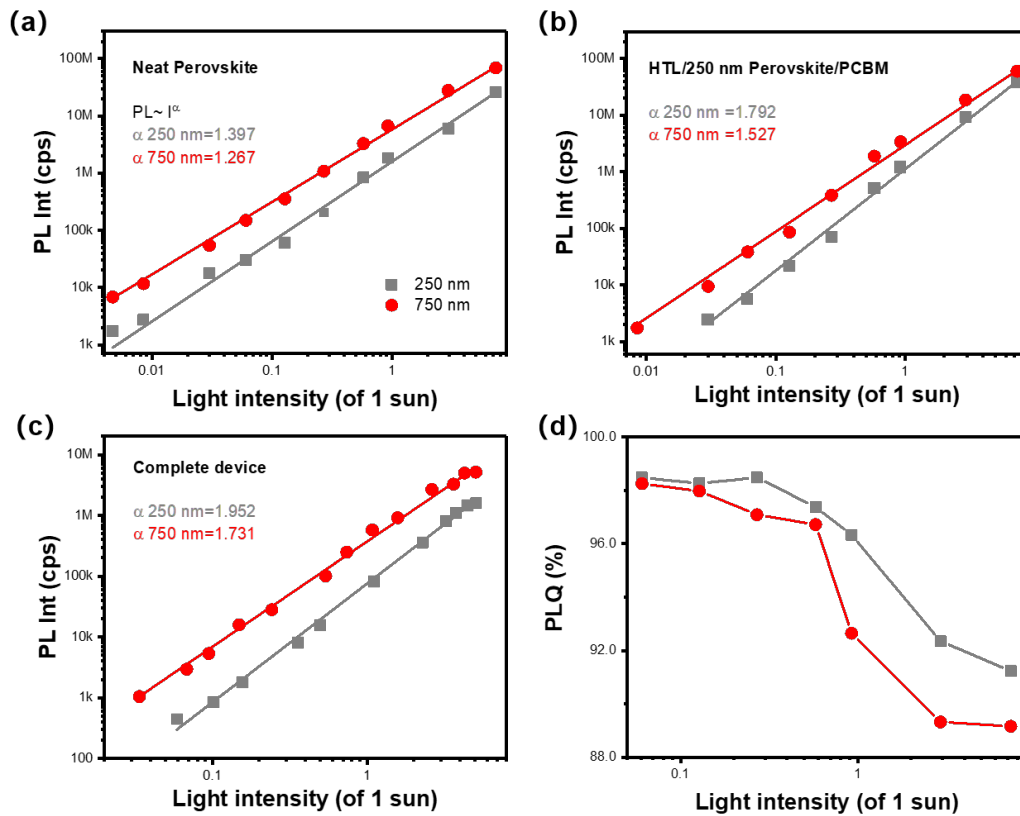 (a)
100M
10M
1M
100k
10k
1k
PL Int (cps)
Neat Perovskite
PL~ I^α
α 250 nm=1.397
α 750 nm=1.267
250 nm
750 nm
0.01
0.1
1
Light intensity (of 1 sun)
(b)
100M
10M
1M
100k
10k
1k
PL Int (cps)
HTL/250 nm Perovskite/PCBM
α 250 nm =1.792
α 750 nm=1.527
0.01
0.1
1
Light intensity (of 1 sun)
(c)
10M
1M
100k
10k
1k
100
PL Int (cps)
Complete device
α 250 nm=1.952
α 750 nm=1.731
0.1
1
Light intensity (of 1 sun)
(d)
100.0
96.0
92.0
88.0
PLQ (%)
0.1
1
Light intensity (of 1 sun)